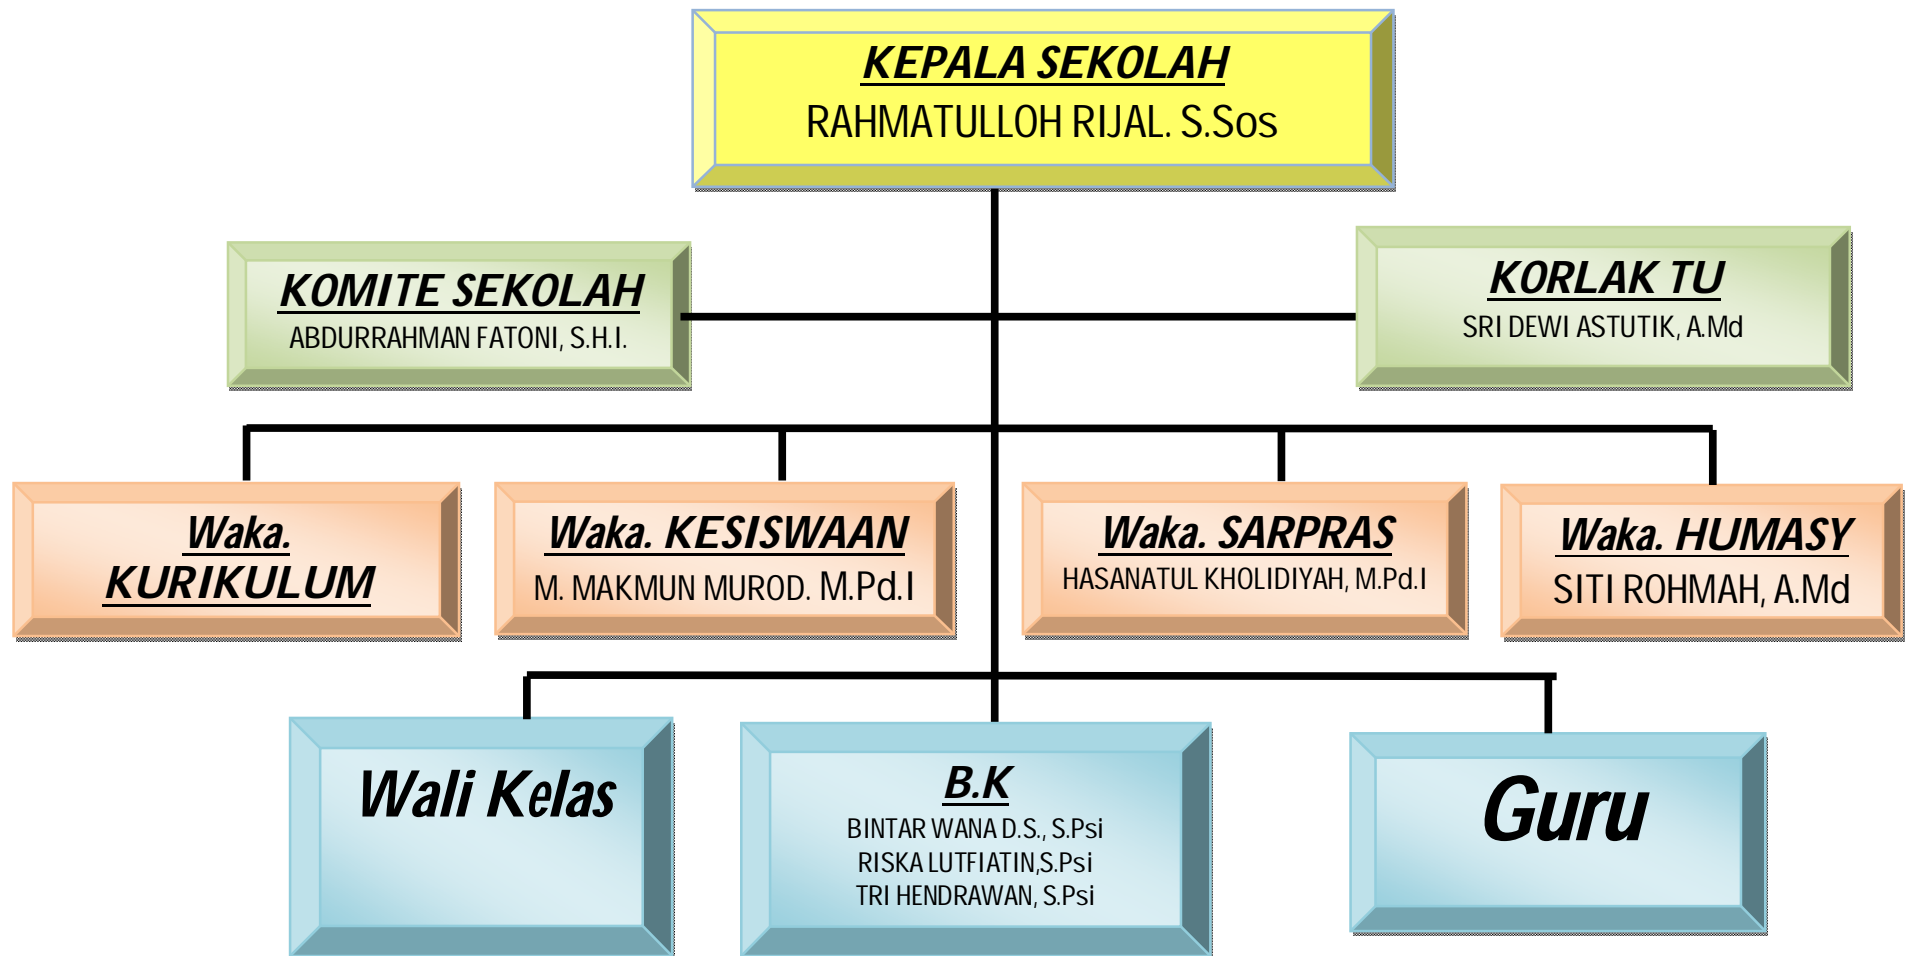 KEPALA SEKOLAH
RAHMATULLOH RIJAL. S.Sos
KOMITE SEKOLAH
ABDURRAHMAN FATONI, S.H.I.
KORLAK TU
SRI DEWI ASTUTIK, A.Md
Waka.
KURIKULUM
Waka. KESISWAAN
M. MAKMUN MUROD. M.Pd.I
Waka. SARPRAS
HASANATUL KHOLIDIYAH, M.Pd.I
Waka. HUMASY
SITI ROHMAH, A.Md
Wali Kelas
B.K
BINTAR WANA D.S., S.Psi
RISKA LUTFIATIN,S.Psi
TRI HENDRAWAN, S.Psi
Guru